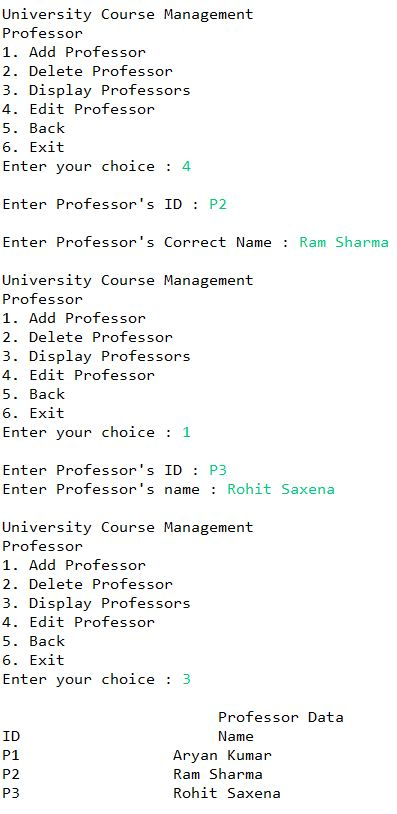 University Course Management
Professor
1. Add Professor
2. Delete Professor
3. Display Professors
4. Edit Professor
5. Back
6. Exit
Enter your choice : 4
Enter Professor's ID : P2
Enter Professor's Correct Name : Ram Sharma
University Course Management
Professor
1. Add Professor
2. Delete Professor
3. Display Professors
4. Edit Professor
5. Back
6. Exit
Enter your choice : 1
Enter Professor's ID : P3
Enter Professor's name : Rohit Saxena
University Course Management
Professor
1. Add Professor
2. Delete Professor
3. Display Professors
4. Edit Professor
5. Back
6. Exit
Enter your choice : 3
Professor Data
ID Name
P1 Aryan Kumar
P2 Ram Sharma
P3 Rohit Saxena